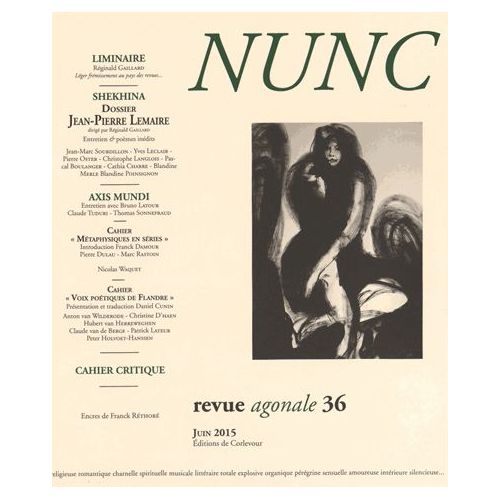 LIMINAIRE
Réginald GAILLARD
Léger frémissement au pays des revues...
SHEKHINA
DOSSIER
JEAN-PIERRE LEMAIRE
dirigé par Réginald GAILLARD
Entretien & poèmes inédits
Jean-Marc SOURDILLON - Yves LECLAIR -
Pierre OSTER - Christophe LANGLOIS - Pas-
cal BOULANGER - Cathia CHABRE - Blandine
MERLE Blandine POINSIGNON
AXIS MUNDI
Entretien avec Bruno LATOUR
Claude TUDURI - Thomas SONNEFRAUD
CAHIER
« MÉTAPHYSIQUES EN SÉRIES »
Introduction Franck DAMOUR
Pierre DULAU - Marc RASTOIN
Nicolas WAQUET
CAHIER
« VOIX POÉTIQUES DE FLANDRE »
Présentation et traduction Daniel CUNIN
Anton van WILDERODE - Christine D'HAEN
Hubert van HERREWEGHEN
Claude van de BERGE - Patrick LATEUR
Peter HOLVOET-HANSSEN
CAHIER CRITIQUE
Encres de Franck RÉTHORÉ
NUNC
revue agonale 36
JUIN 2015
Éditions de Corlevour
religieuse romantique charnelle spirituelle musicale littéraire totale explosive organique pérégrine sensuelle amoureuse intérieure silencieuse...